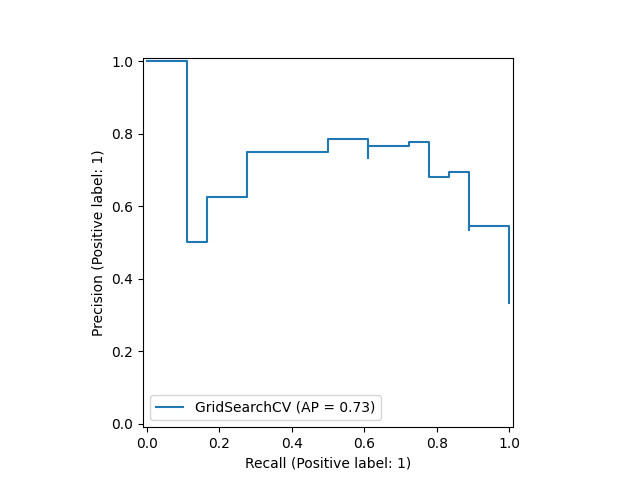 1.0
0.8
0.6
0.4
0.2
0.0
Precision (Positive label: 1)
GridSearchCV (AP = 0.73)
0.0 0.2 0.4 0.6 0.8 1.0
Recall (Positive label: 1)